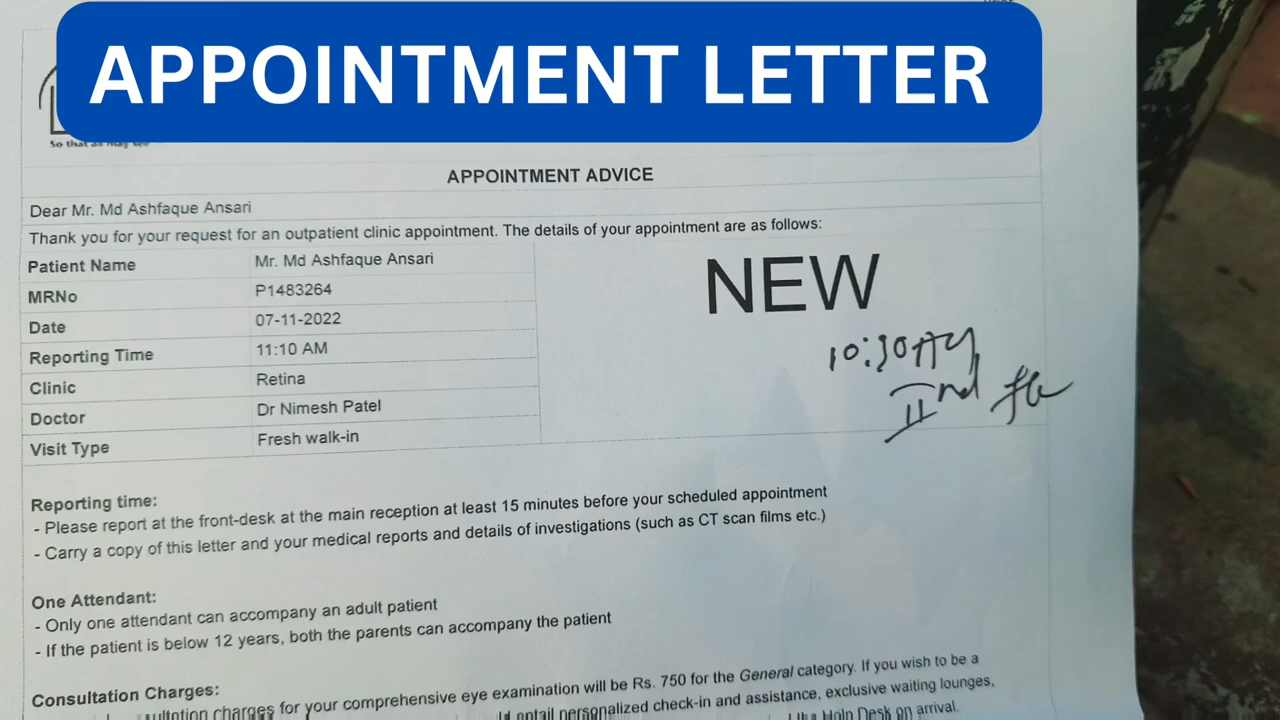 APPOINTMENT LETTER
So that all may see
APPOINTMENT ADVICE
Dear Mr. Md Ashfaque Ansari
Thank you for your request for an outpatient clinic appointment. The details of your appointment are as follows:
Patient Name Mr. Md Ashfaque Ansari
MRNo P1483264
Date 07-11-2022
Reporting Time 11:10 AM
Clinic Retina
Doctor Dr Nimesh Patel
Visit Type Fresh walk-in
NEW
10:30AM
IInd
Reporting time:
- Please report at the front-desk at the main reception at least 15 minutes before your scheduled appointment
- Carry a copy of this letter and your medical reports and details of investigations (such as CT scan films etc.)
One Attendant:
- Only one attendant can accompany an adult patient
- If the patient is below 12 years, both the parents can accompany the patient
Consultation Charges:
charges for your comprehensive eye examination will be Rs. 750 for the General category. If you wish to be a
entail personalized check-in and assistance, exclusive waiting lounges,
Help Desk on arrival.